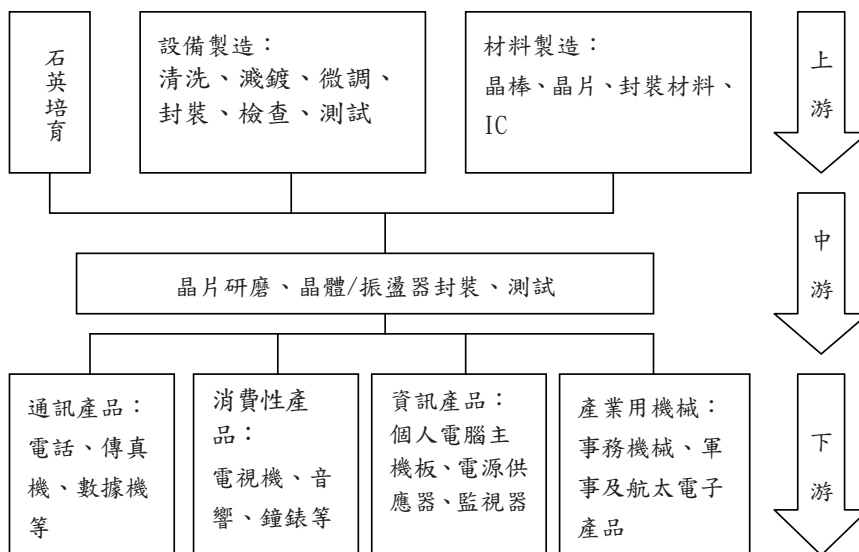 石英培育
設備製造：
清洗、濺鍍、微調、
封裝、檢查、測試
材料製造：
晶棒、晶片、封裝材料、
IC
上游
中游
晶片研磨、晶體/振盪器封裝、測試
通訊產品：
電話、傳真
機、數據機
等
消費性產
品：
電視機、音
響、鐘錶等
資訊產品：
個人電腦主
機板、電源供
應器、監視器
產業用機械：
事務機械、軍
事及航太電子
產品
下游